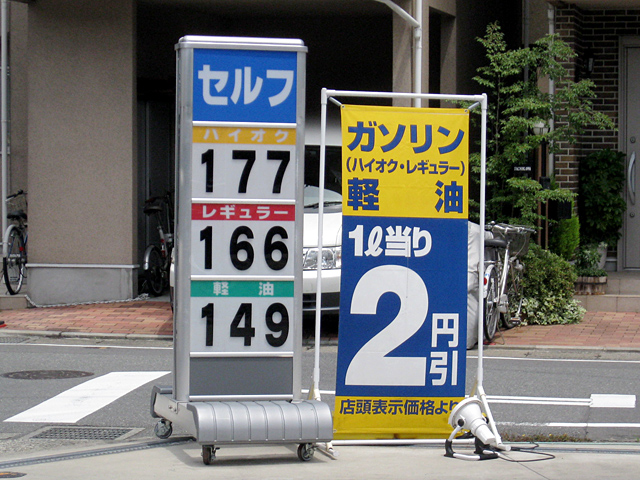 セルフ
ハイオク
177
レギュラー
166
軽油
149
ガソリン
(ハイオク・レギュラー)
軽油
1ℓ当り
2円引
店頭表示価格より